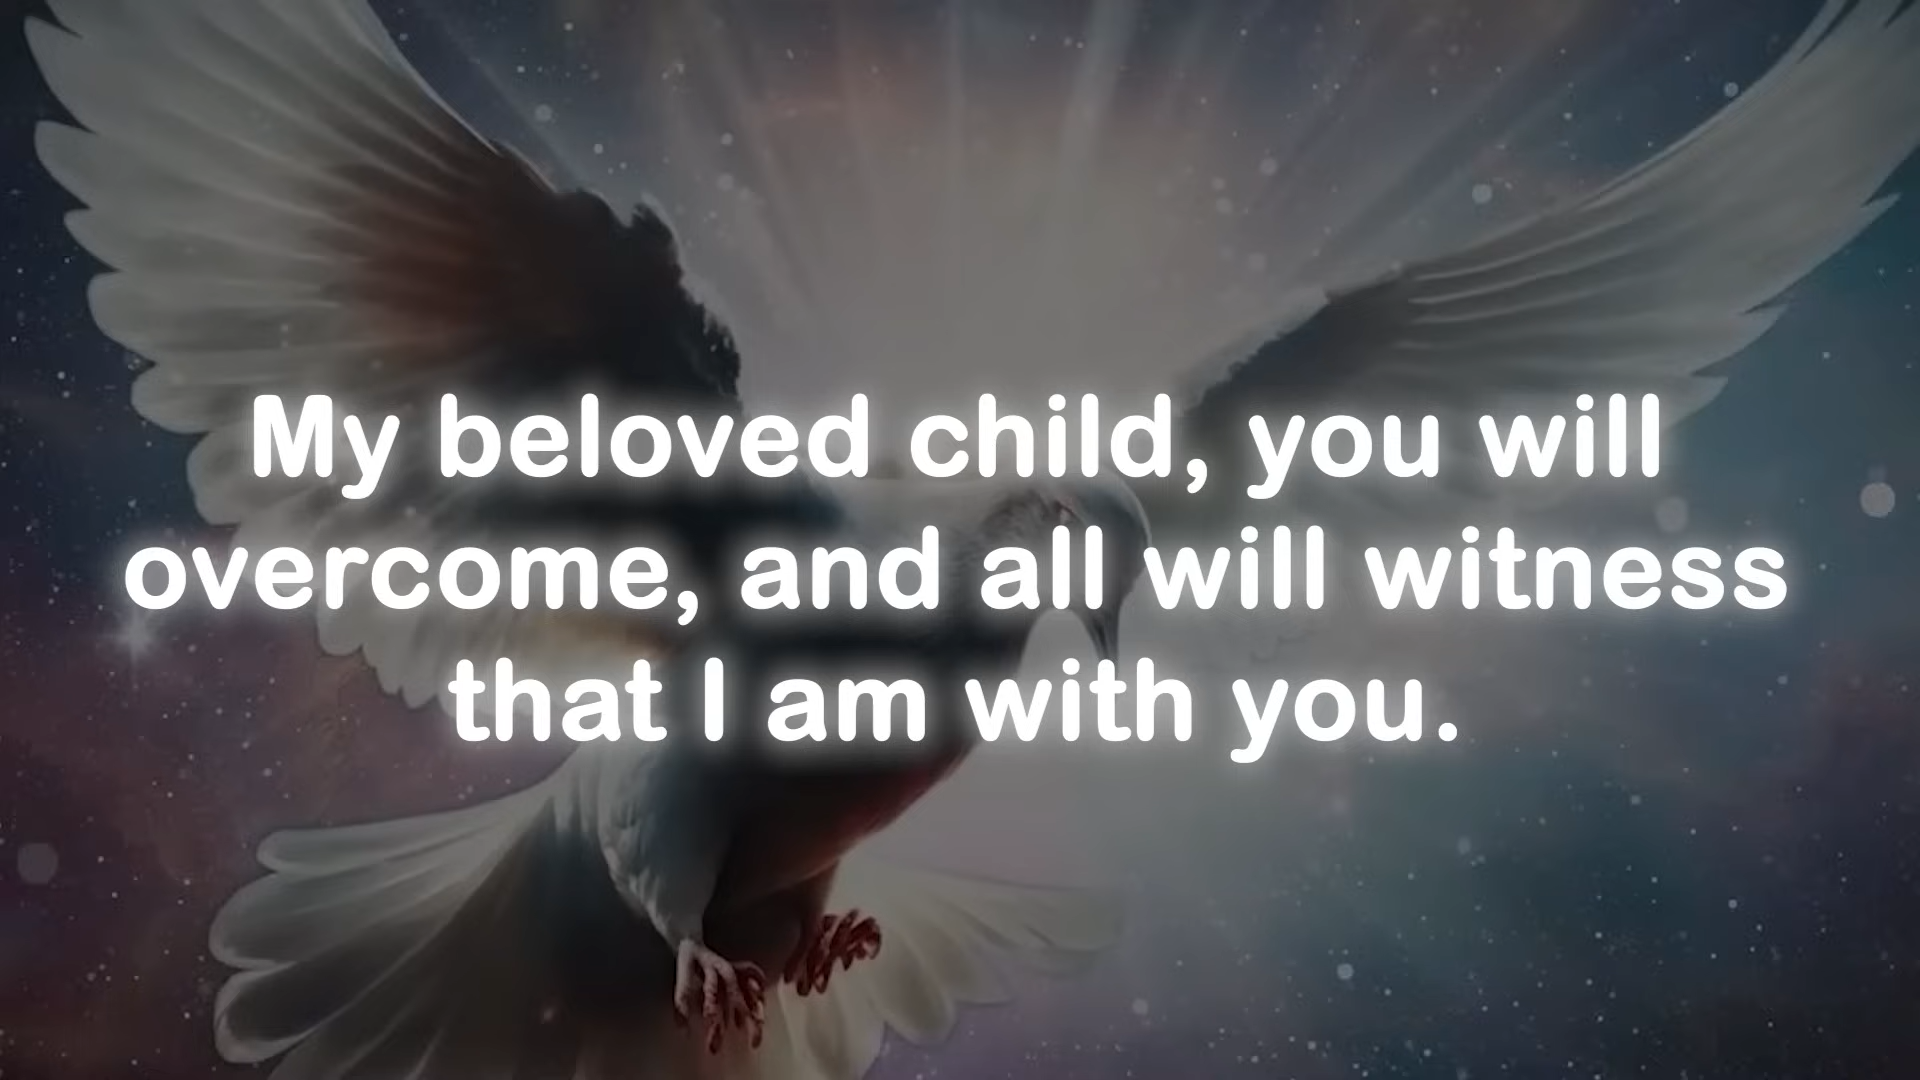 My beloved child, you will
overcome, and all will witness
that I am with you.